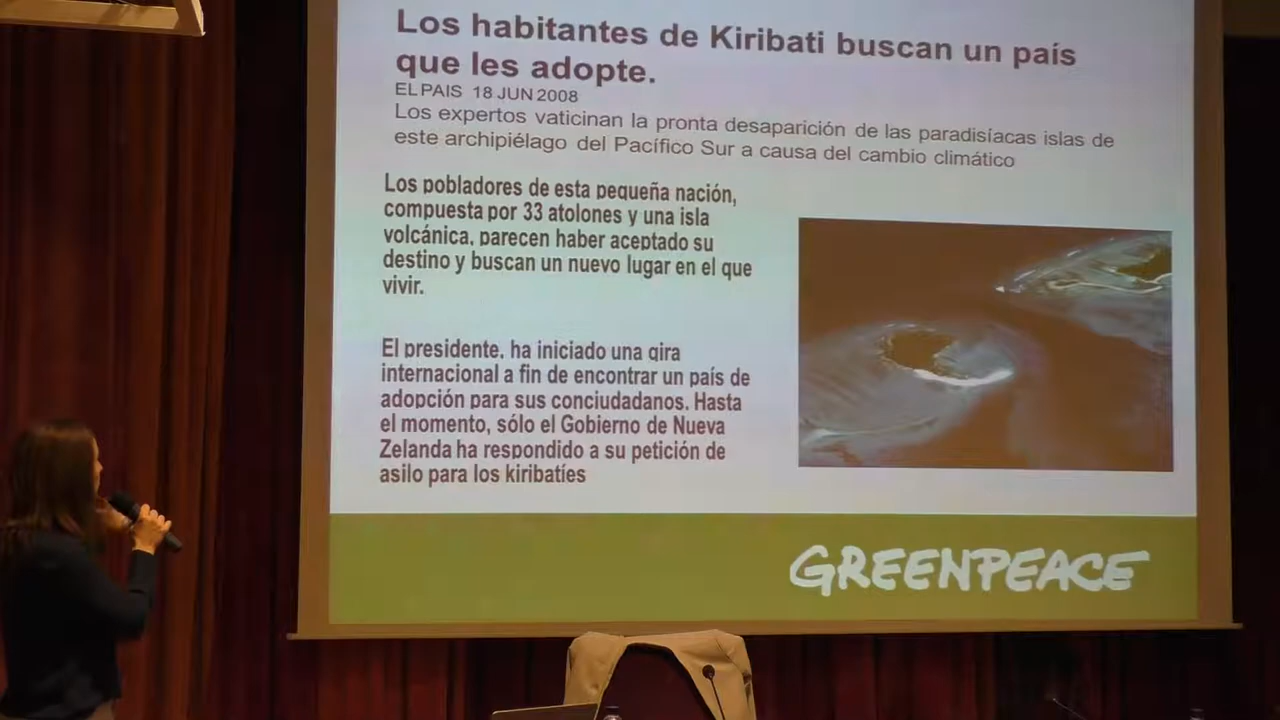 Los habitantes de Kiribati buscan un país
que les adopte.
EL PAIS 18 JUN 2008
Los expertos vaticinan la pronta desaparición de las paradisíacas islas de
este archipiélago del Pacífico Sur a causa del cambio climático
Los pobladores de esta pequeña nación,
compuesta por 33 atolones y una isla
volcánica, parecen haber aceptado su
destino y buscan un nuevo lugar en el que
vivir.
El presidente, ha iniciado una gira
internacional a fin de encontrar un país de
adopción para sus conciudadanos. Hasta
el momento, sólo el Gobierno de Nueva
Zelanda ha respondido a su petición de
asilo para los kiribatíes
GREENPEACE